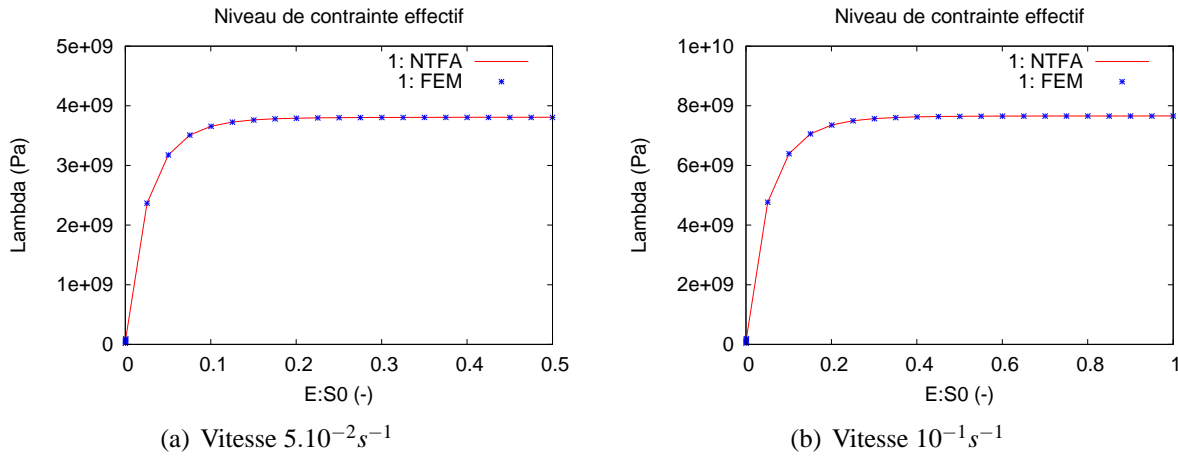 Niveau de contrainte effectif
5e+09
4e+09
3e+09
2e+09
1e+09
0
Lambda (Pa)
1: NTFA
1: FEM
0 0.1 0.2 0.3 0.4 0.5
E:S0 (-)
(a) Vitesse 5.10⁻²s⁻¹
Niveau de contrainte effectif
1e+10
8e+09
6e+09
4e+09
2e+09
0
Lambda (Pa)
1: NTFA
1: FEM
0 0.2 0.4 0.6 0.8 1
E:S0 (-)
(b) Vitesse 10⁻¹s⁻¹